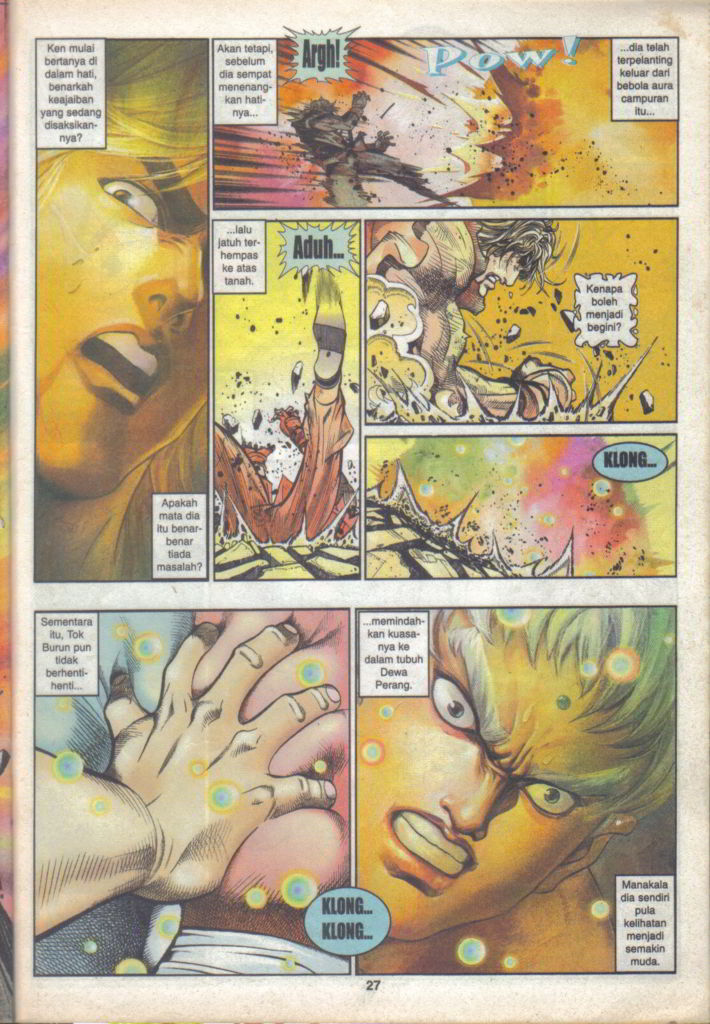 Ken mulai
bertanya di
dalam hati,
benarkah
keajaiban
yang sedang
disaksikan-
nya?
Akan tetapi,
sebelum
dia sempat
menenang-
kan hati-
nya...
Argh!
Pow!
...dia telah
terpelanting
keluar dari
bebola aura
campuran
itu...
...lalu
jatuh ter-
hempas
ke atas
tanah.
Aduh...
Kenapa
boleh
menjadi
begini?
KLONG...
Apakah
mata dia
itu benar-
benar
tiada
masalah?
Sementara
itu, Tok
Burun pun
tidak
berhenti-
henti...
...memindah-
kan kuasa-
nya ke
dalam tubuh
Dewa
Perang.
KLONG...
KLONG...
Manakala
dia sendiri
pula
kelihatan
menjadi
semakin
muda.
27